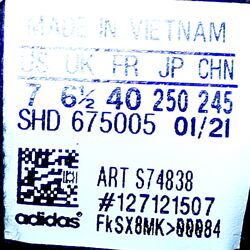 MADE IN VIETNAM
US UK FR JP CHN
7 6½ 40 250 245
SHD 675005 01/21
ART S74838
#127121507
FkSX8MK>00084
adidas